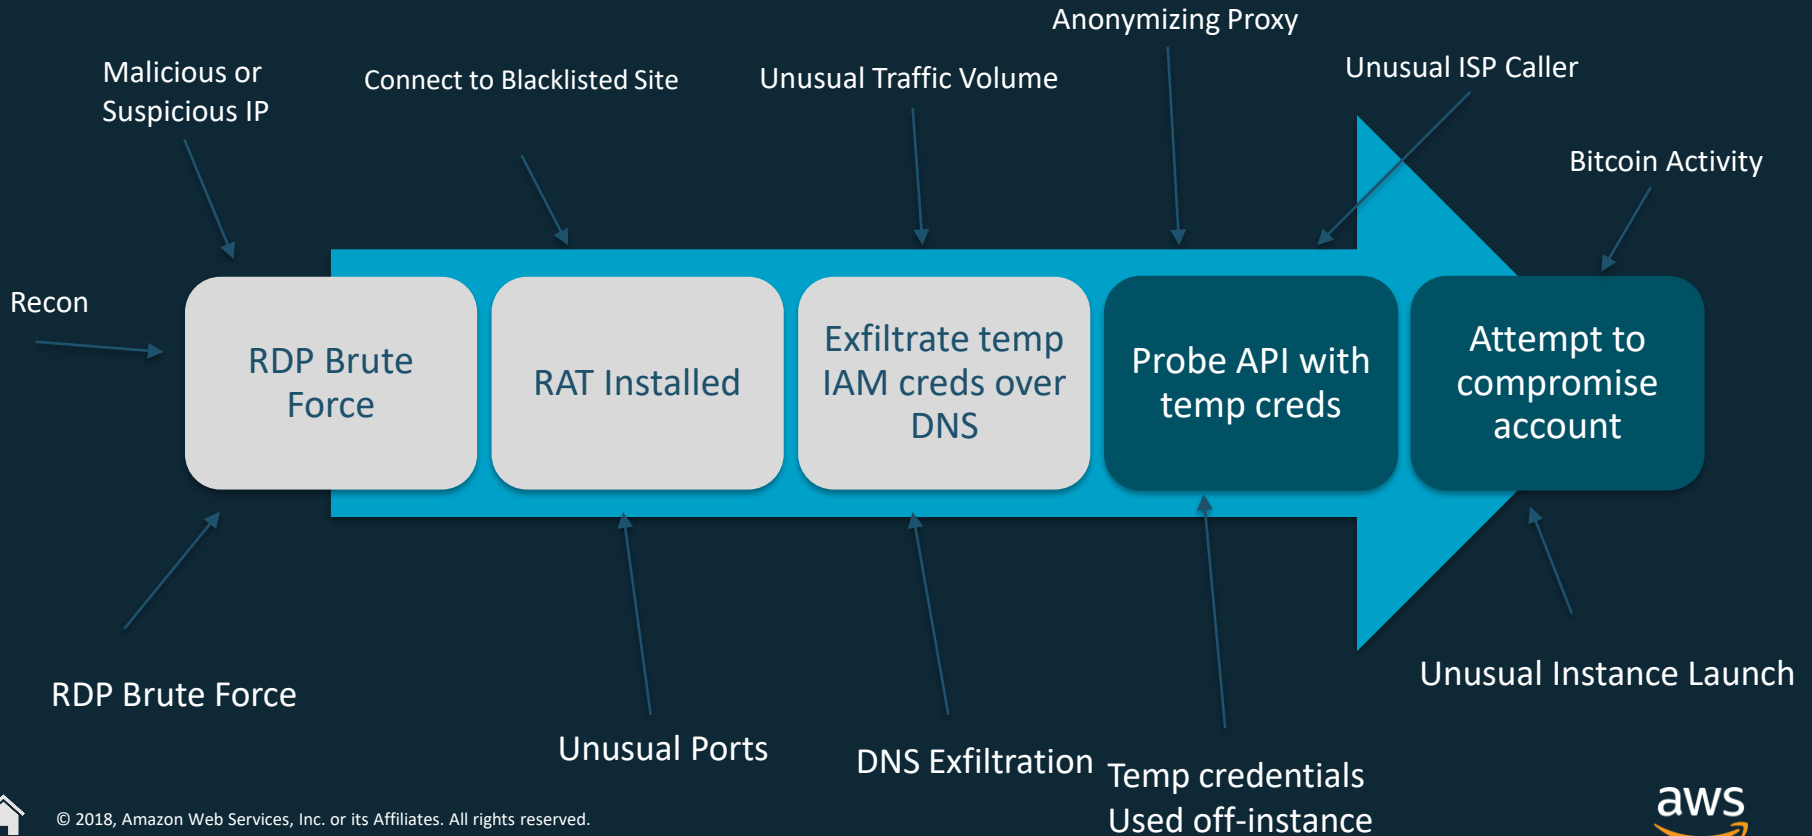 Anonymizing Proxy
Malicious or
Suspicious IP
Connect to Blacklisted Site
Unusual Traffic Volume
Unusual ISP Caller
Bitcoin Activity
Recon
RDP Brute
Force
RAT Installed
Exfiltrate temp
IAM creds over
DNS
Probe API with
temp creds
Attempt to
compromise
account
RDP Brute Force
Unusual Ports
DNS Exfiltration
Temp credentials
Used off-instance
Unusual Instance Launch
© 2018, Amazon Web Services, Inc. or its Affiliates. All rights reserved.
aws